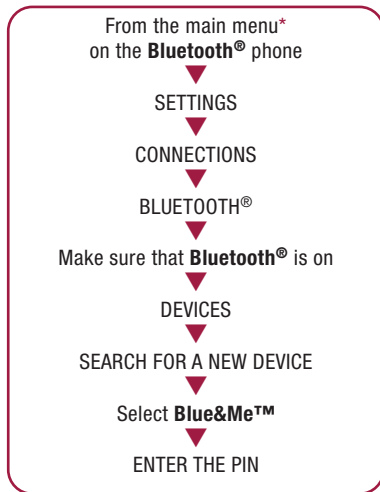 From the main menu*
on the Bluetooth® phone
SETTINGS
CONNECTIONS
BLUETOOTH®
Make sure that Bluetooth® is on
DEVICES
SEARCH FOR A NEW DEVICE
Select Blue&Me™
ENTER THE PIN